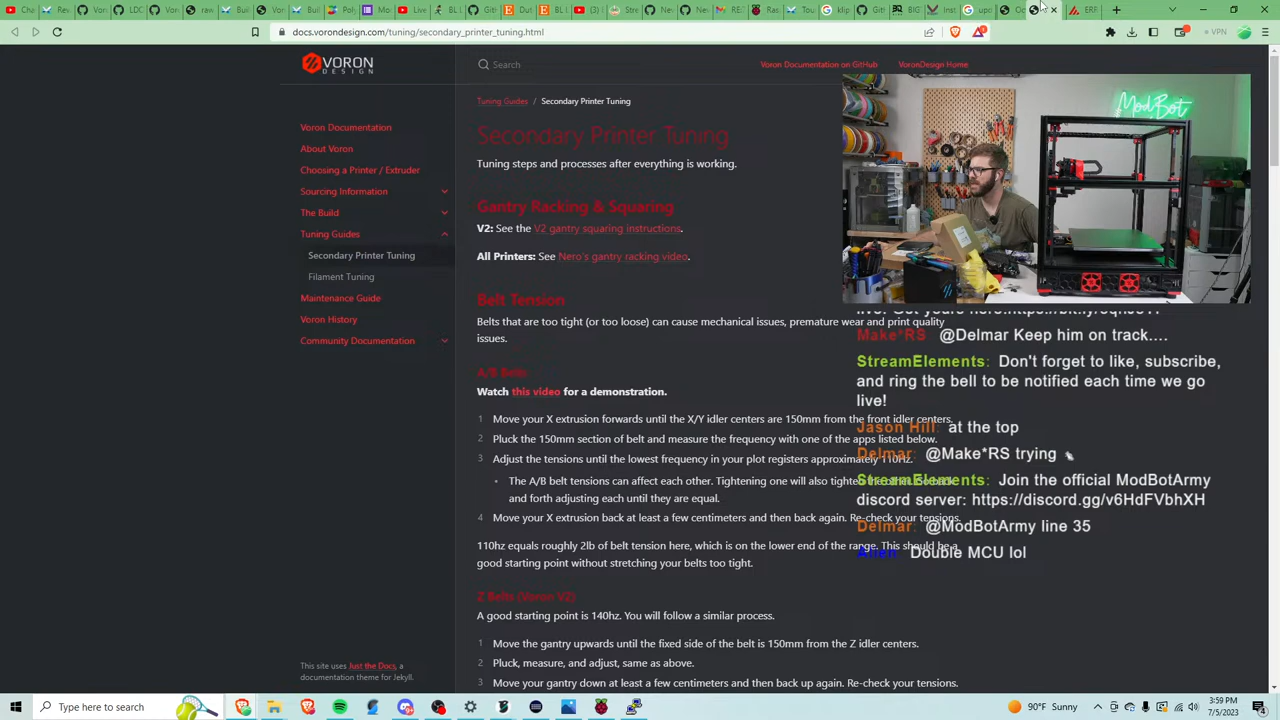 docs.vorondesign.com/tuning/secondary_printer_tuning.html
VPN
VORON
DESIGN
Search
Voron Documentation on GitHub
VoronDesign Home
Voron Documentation
About Voron
Choosing a Printer / Extruder
Sourcing Information
The Build
Tuning Guides
Secondary Printer Tuning
Filament Tuning
Maintenance Guide
Voron History
Community Documentation
This site uses Just the Docs, a
documentation theme for Jekyll.
Tuning Guides / Secondary Printer Tuning
Secondary Printer Tuning
Tuning steps and processes after everything is working.
Gantry Racking & Squaring
V2: See the V2 gantry squaring instructions.
All Printers: See Nero's gantry racking video.
Belt Tension
Belts that are too tight (or too loose) can cause mechanical issues, premature wear and print quality
issues.
A/B Belts
Watch this video for a demonstration.
1 Move your X extrusion forwards until the X/Y idler centers are 150mm from the front idler centers.
2 Pluck the 150mm section of belt and measure the frequency with one of the apps listed below.
3 Adjust the tensions until the lowest frequency in your plot registers approximately 110Hz.
• The A/B belt tensions can affect each other. Tightening one will also tighten
and forth adjusting each until they are equal.
4 Move your X extrusion back at least a few centimeters and then back again. Re-check your tensions.
110hz equals roughly 2lb of belt tension here, which is on the lower end of the range. This should be a
good starting point without stretching your belts too tight.
Z Belts (Voron V2)
A good starting point is 140hz. You will follow a similar process.
1 Move the gantry upwards until the fixed side of the belt is 150mm from the Z idler centers.
2 Pluck, measure, and adjust, same as above.
3 Move your gantry down at least a few centimeters and then back up again. Re-check your tensions.
ModBot
Make*RS @Delmar Keep him on track....
StreamElements: Don't forget to like, subscribe,
and ring the bell to be notified each time we go
live!
Jason Hill: at the top
Delmar: @Make*RS trying
StreamElements: Join the official ModBotArmy
discord server: https://discord.gg/v6HdFVbhXH
Delmar: @ModBotArmy line 35
Alien: Double MCU lol
Type here to search
90°F Sunny
3:59 PM
7/5/2023